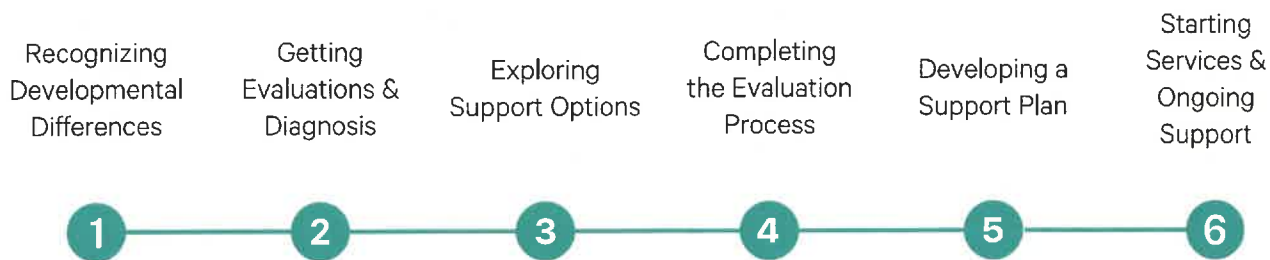 Recognizing
Developmental
Differences
Getting
Evaluations &
Diagnosis
Exploring
Support Options
Completing
the Evaluation
Process
Developing a
Support Plan
Starting
Services &
Ongoing
Support
1
2
3
4
5
6